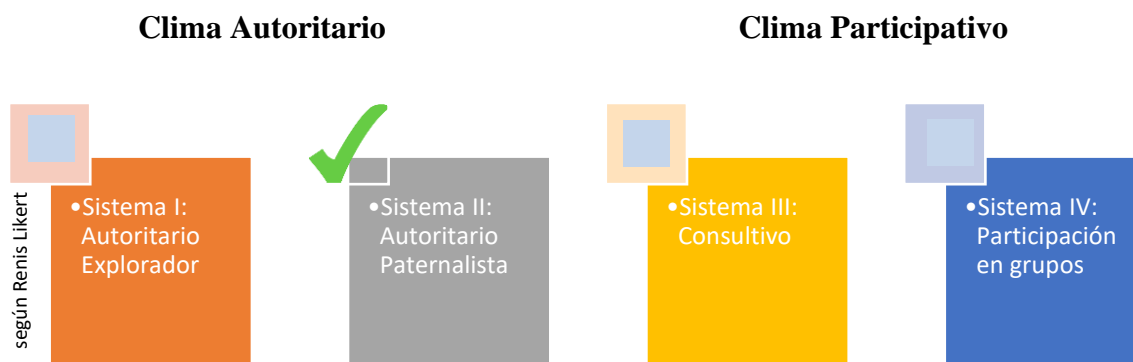 Clima Autoritario
Clima Participativo
según Renis Likert
•Sistema I:
Autoritario
Explorador
•Sistema II:
Autoritario
Paternalista
•Sistema III:
Consultivo
•Sistema IV:
Participación
en grupos